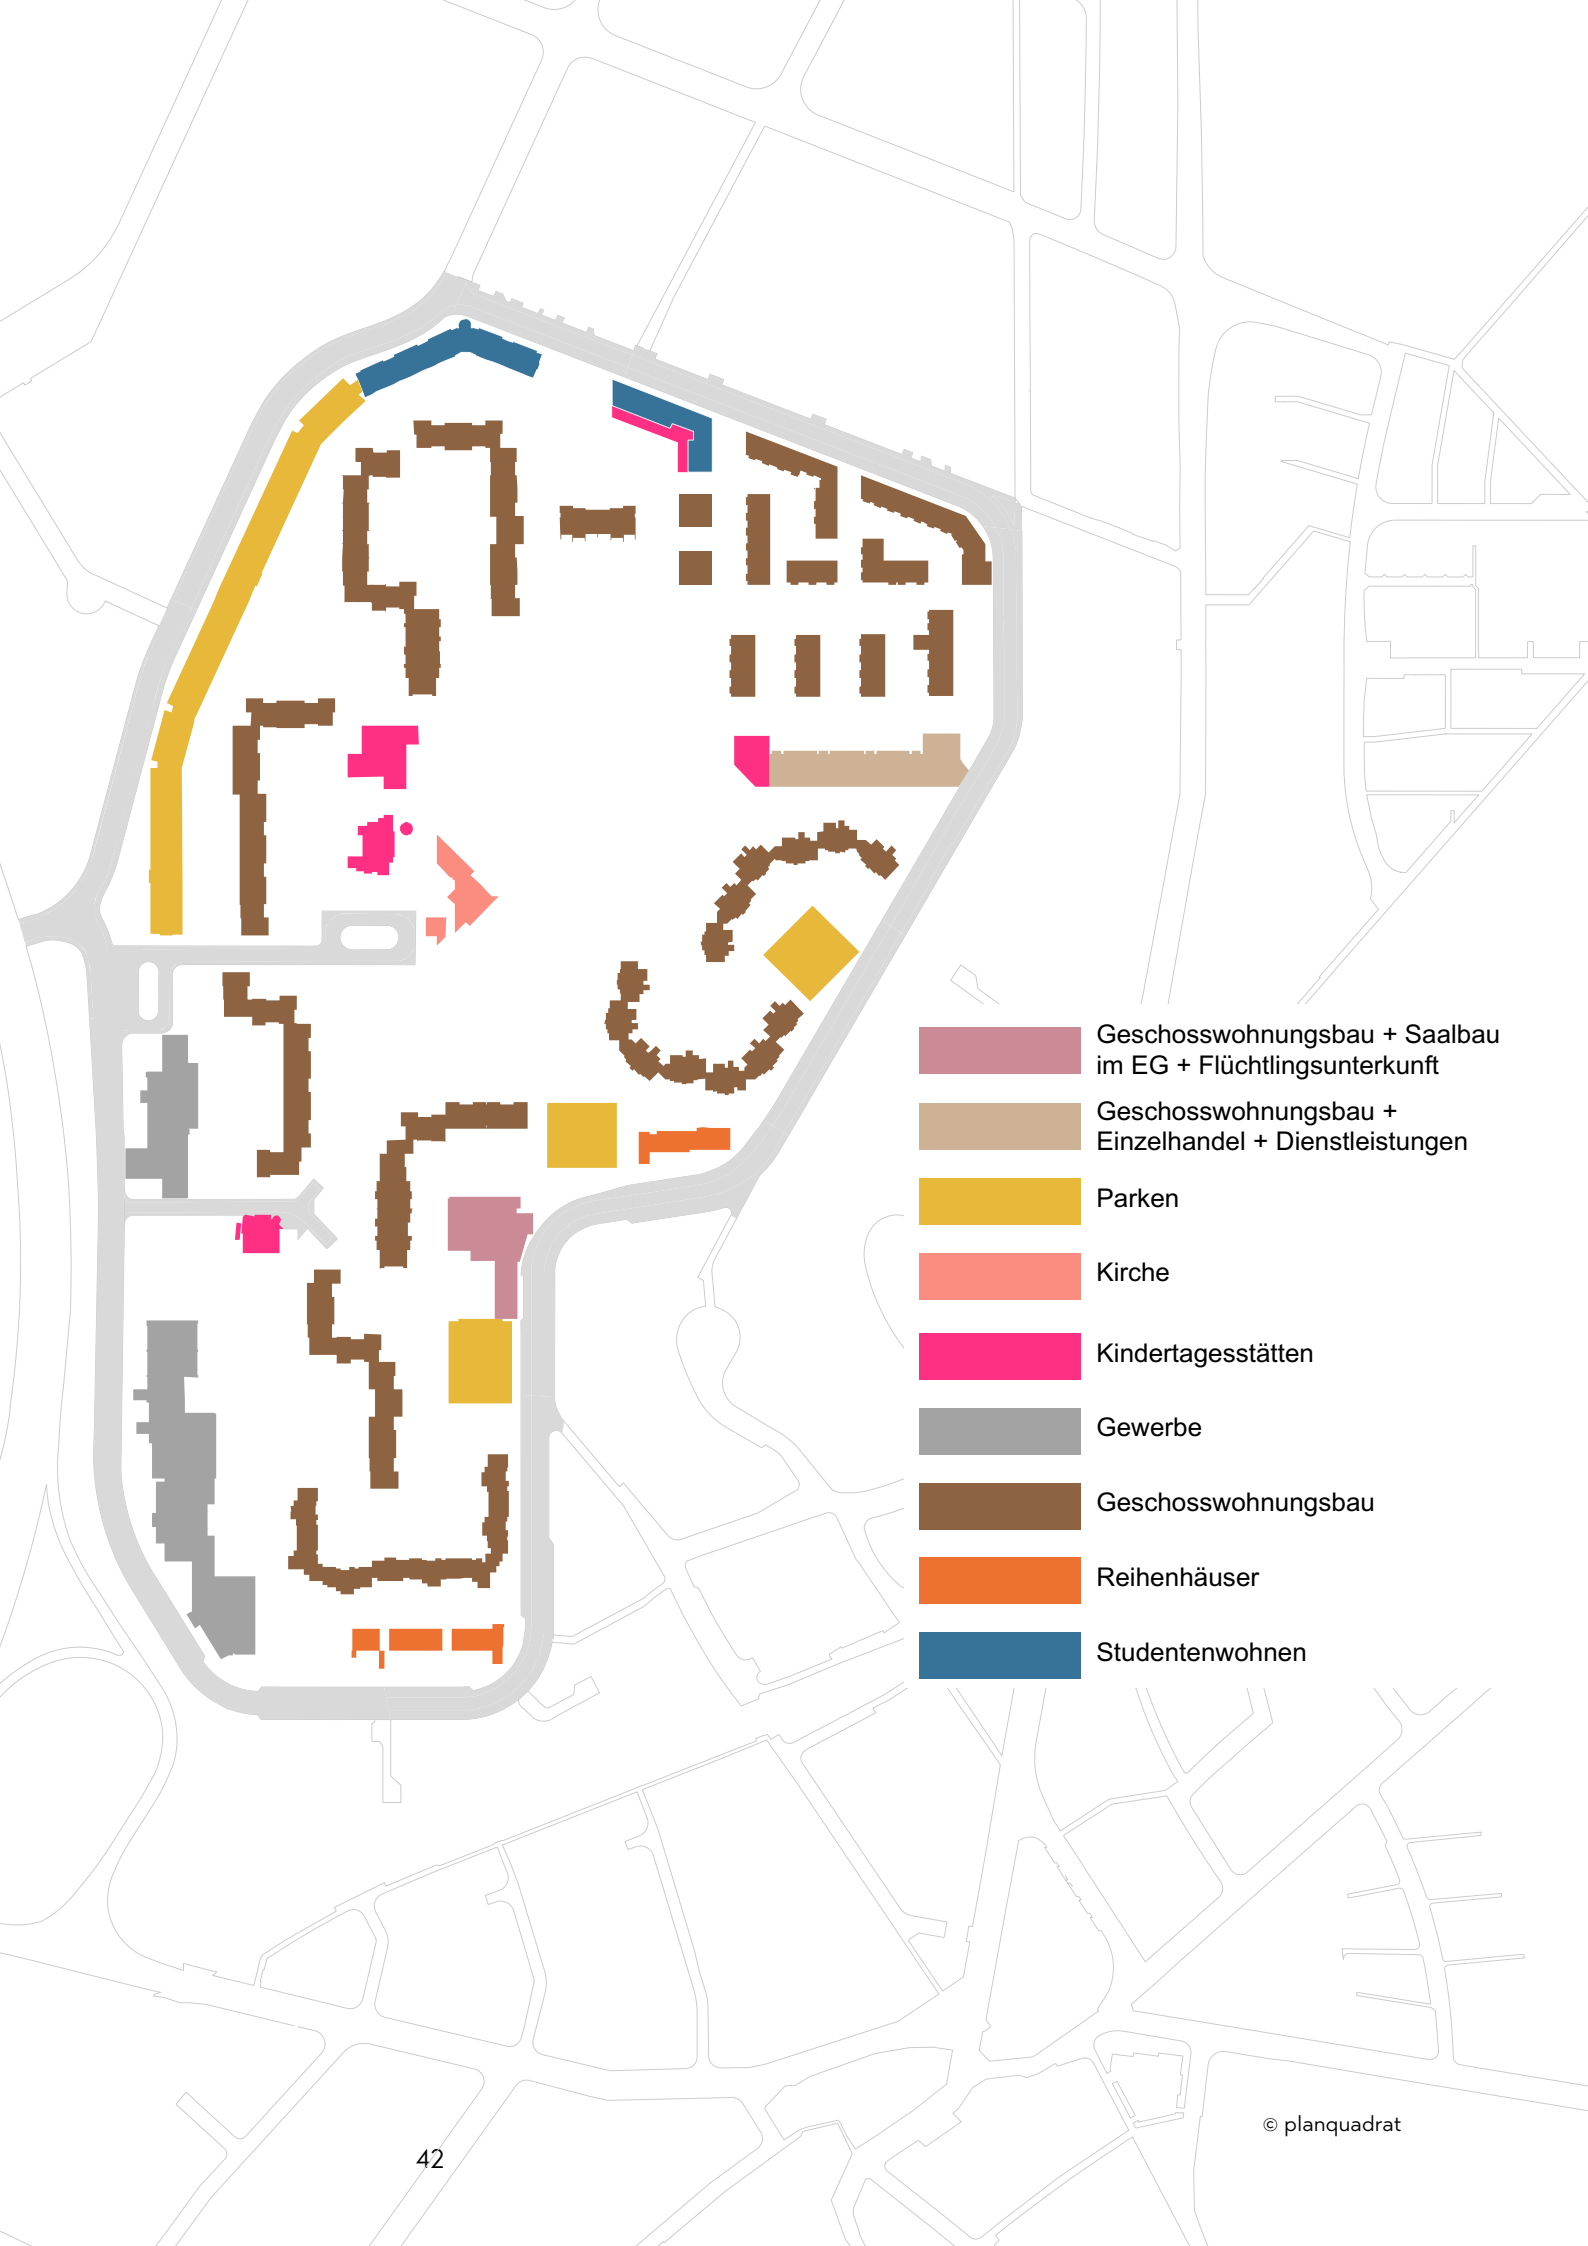 Geschosswohnungsbau + Saalbau
im EG + Flüchtlingsunterkunft
Geschosswohnungsbau +
Einzelhandel + Dienstleistungen
Parken
Kirche
Kindertagesstätten
Gewerbe
Geschosswohnungsbau
Reihenhäuser
Studentenwohnen
© planquadrat
42